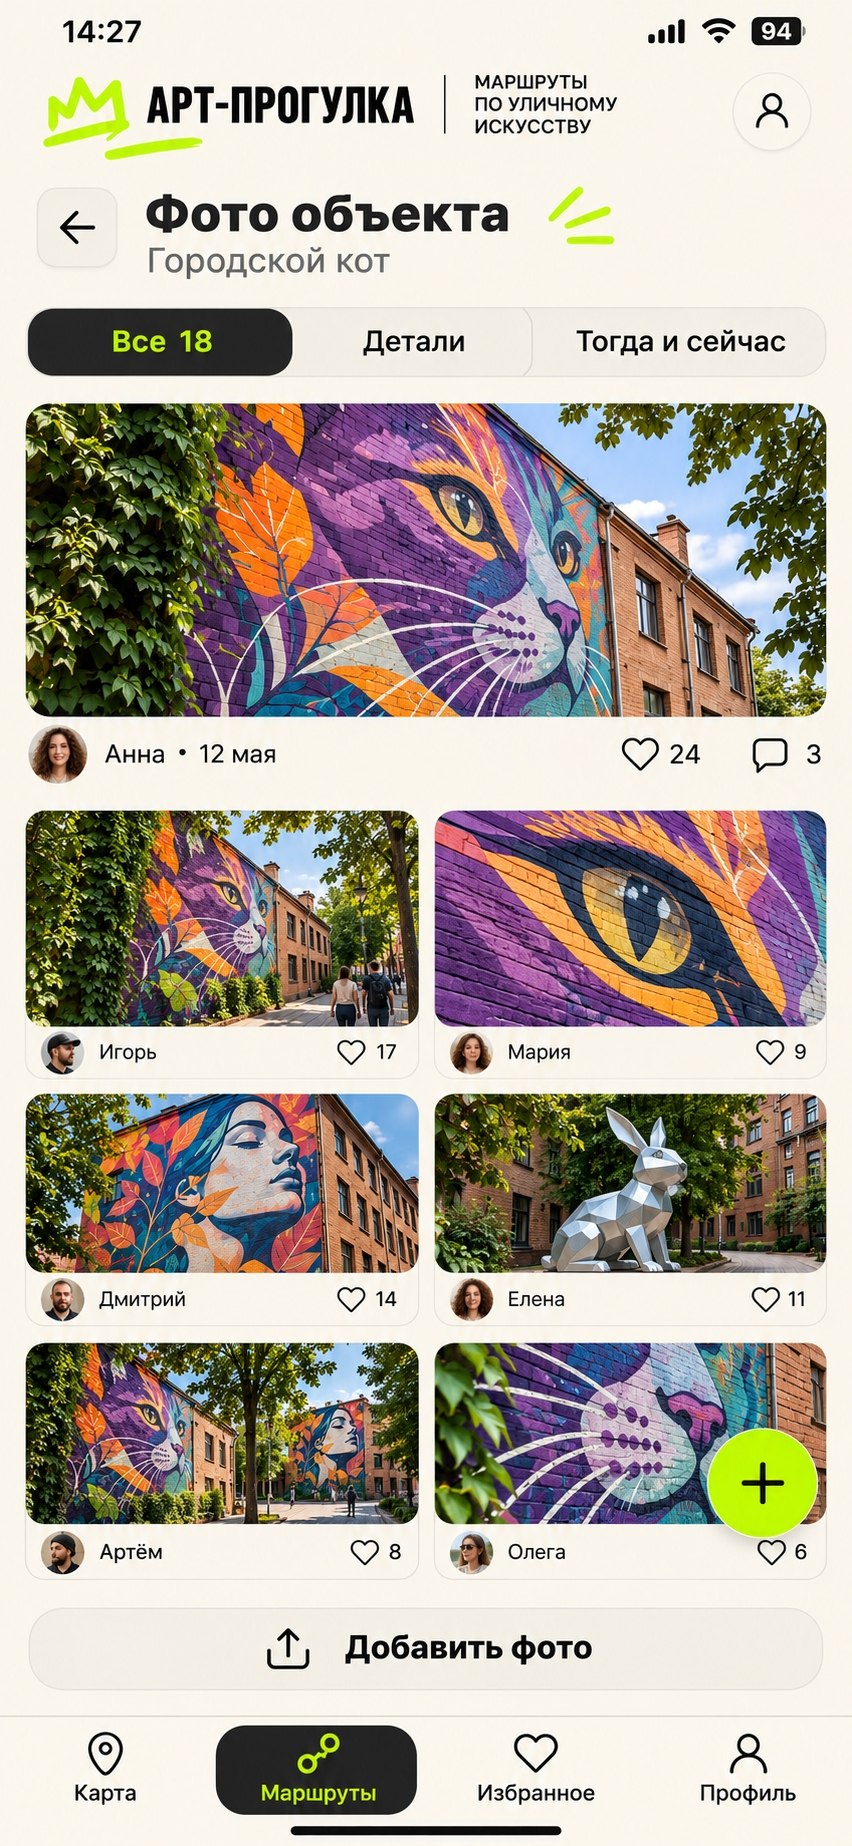 14:27
94
АРТ-ПРОГУЛКА
МАРШРУТЫ
ПО УЛИЧНОМУ
ИСКУССТВУ
Фото объекта
Городской кот
Все 18
Детали
Тогда и сейчас
Анна • 12 мая
24
3
Игорь
17
Мария
9
Дмитрий
14
Елена
11
Артём
8
Олега
6
Добавить фото
Карта
Маршруты
Избранное
Профиль